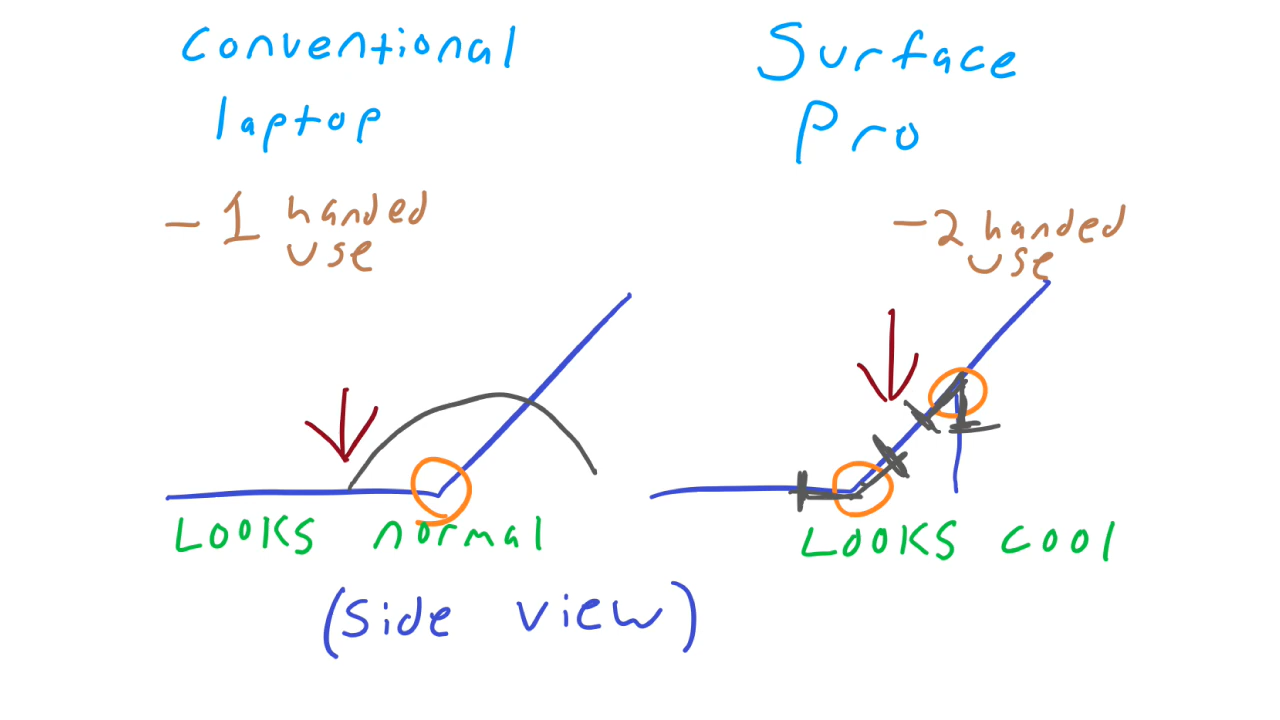 Conventional
laptop
- 1 handed
use
LOOKS normal
Surface
Pro
- 2 handed
use
LOOKS cool
(side view)